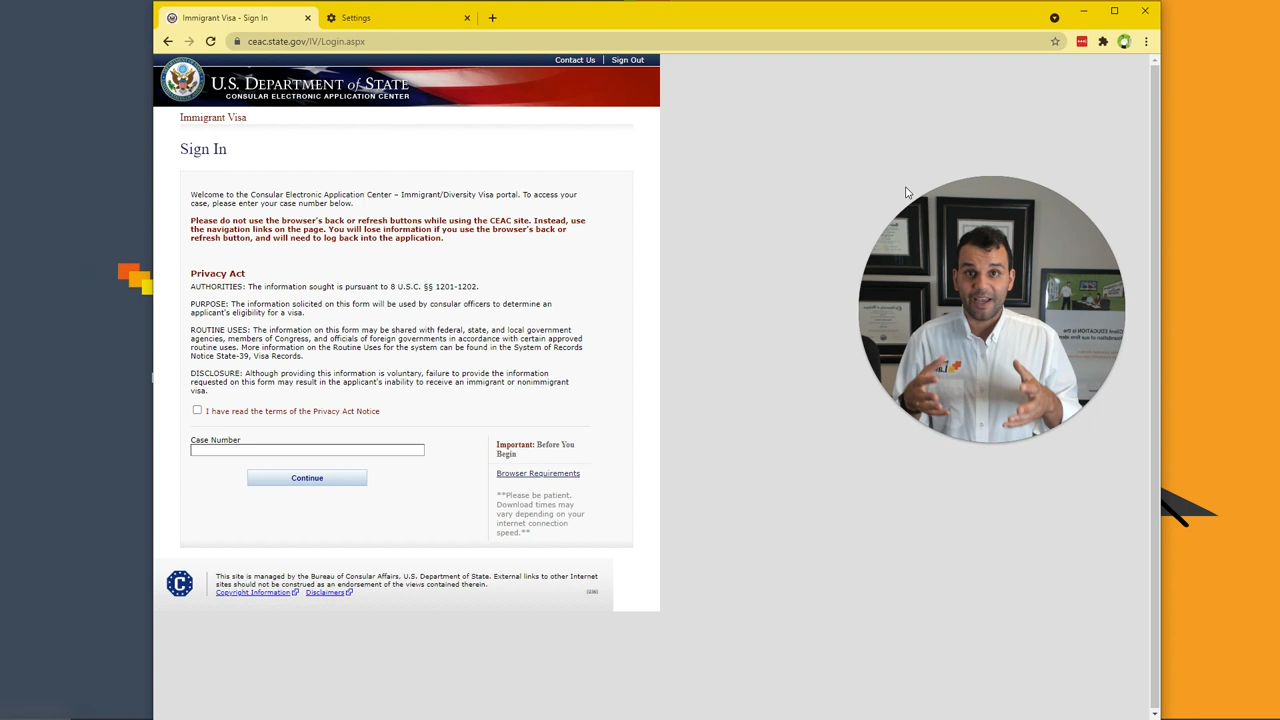 Immigrant Visa - Sign In
Settings
ceac.state.gov/IV/Login.aspx
Contact Us | Sign Out
U.S. DEPARTMENT of STATE
CONSULAR ELECTRONIC APPLICATION CENTER
Immigrant Visa
Sign In
Welcome to the Consular Electronic Application Center – Immigrant/Diversity Visa portal. To access your
case, please enter your case number below.
Please do not use the browser's back or refresh buttons while using the CEAC site. Instead, use
the navigation links on the page. You will lose information if you use the browser's back or
refresh button, and will need to log back into the application.
Privacy Act
AUTHORITIES: The information sought is pursuant to 8 U.S.C. §§ 1201-1202.
PURPOSE: The information solicited on this form will be used by consular officers to determine an
applicant's eligibility for a visa.
ROUTINE USES: The information on this form may be shared with federal, state, and local government
agencies, members of Congress, and officials of foreign governments in accordance with certain approved
routine uses. More information on the Routine Uses for the system can be found in the System of Records
Notice State-39, Visa Records.
DISCLOSURE: Although providing this information is voluntary, failure to provide the information
requested on this form may result in the applicant's inability to receive an immigrant or nonimmigrant
visa.
I have read the terms of the Privacy Act Notice
Case Number
Continue
Important: Before You
Begin
Browser Requirements
**Please be patient.
Download times may
vary depending on your
internet connection
speed.**
This site is managed by the Bureau of Consular Affairs, U.S. Department of State. External links to other Internet
sites should not be construed as an endorsement of the views contained therein.
Copyright Information
Disclaimers